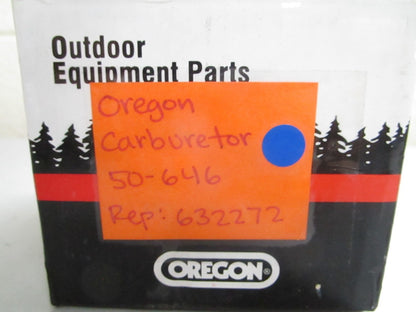 Outdoor
Equipment Parts
Oregon
Carburetor
50-646
Rep: 632272
OREGON®